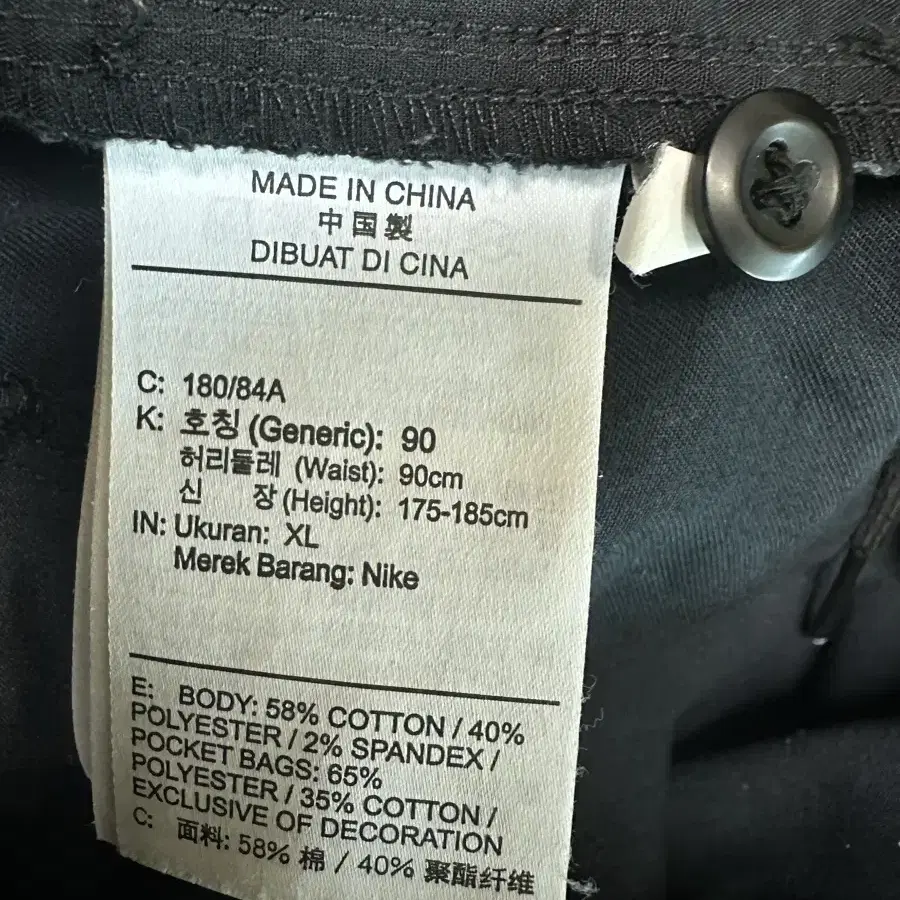 MADE IN CHINA
中国製
DIBUAT DI CINA
C: 180/84A
K: 호칭 (Generic): 90
허리둘레 (Waist): 90cm
신 장 (Height): 175-185cm
IN: Ukuran: XL
Merek Barang: Nike
E: BODY: 58% COTTON / 40%
POLYESTER / 2% SPANDEX /
POCKET BAGS: 65%
POLYESTER / 35% COTTON /
EXCLUSIVE OF DECORATION
C: 面料: 58% 棉 / 40% 聚酯纤维